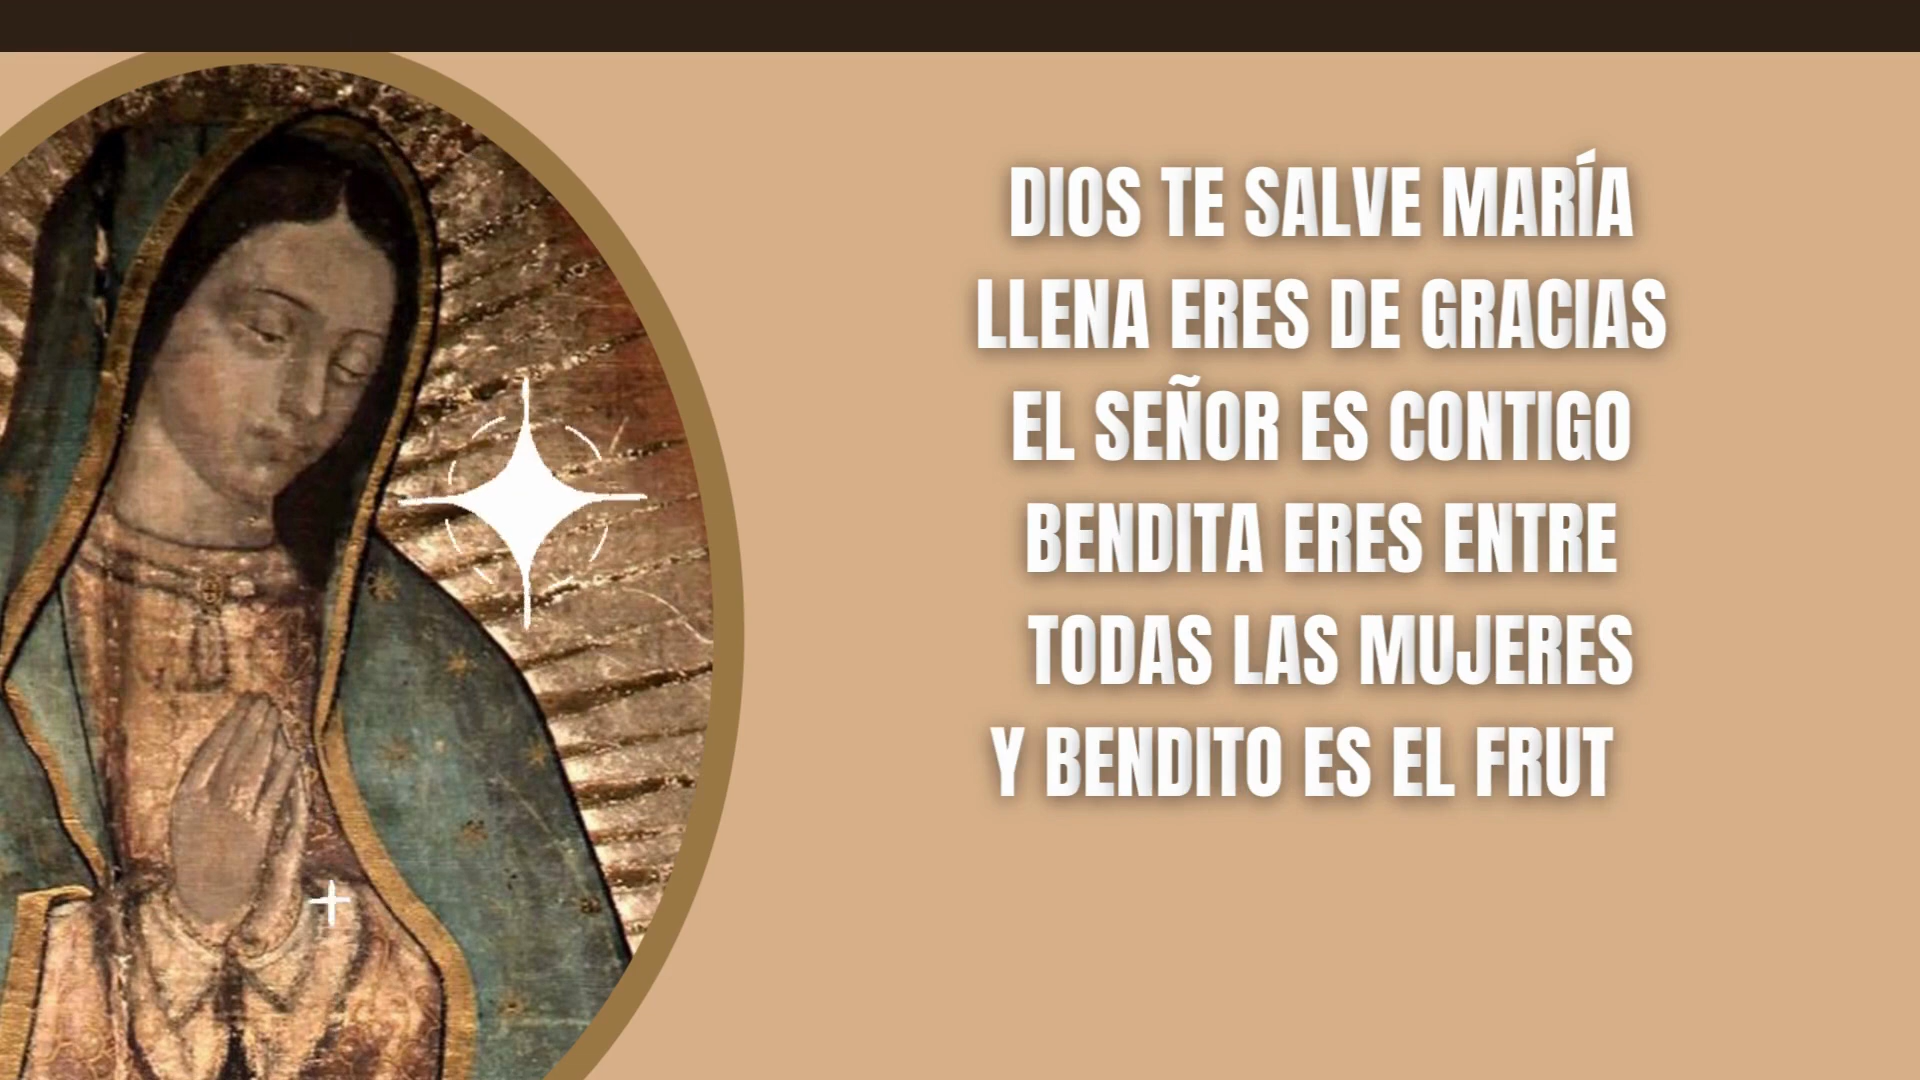 DIOS TE SALVE MARÍA
LLENA ERES DE GRACIAS
EL SEÑOR ES CONTIGO
BENDITA ERES ENTRE
TODAS LAS MUJERES
Y BENDITO ES EL FRUT